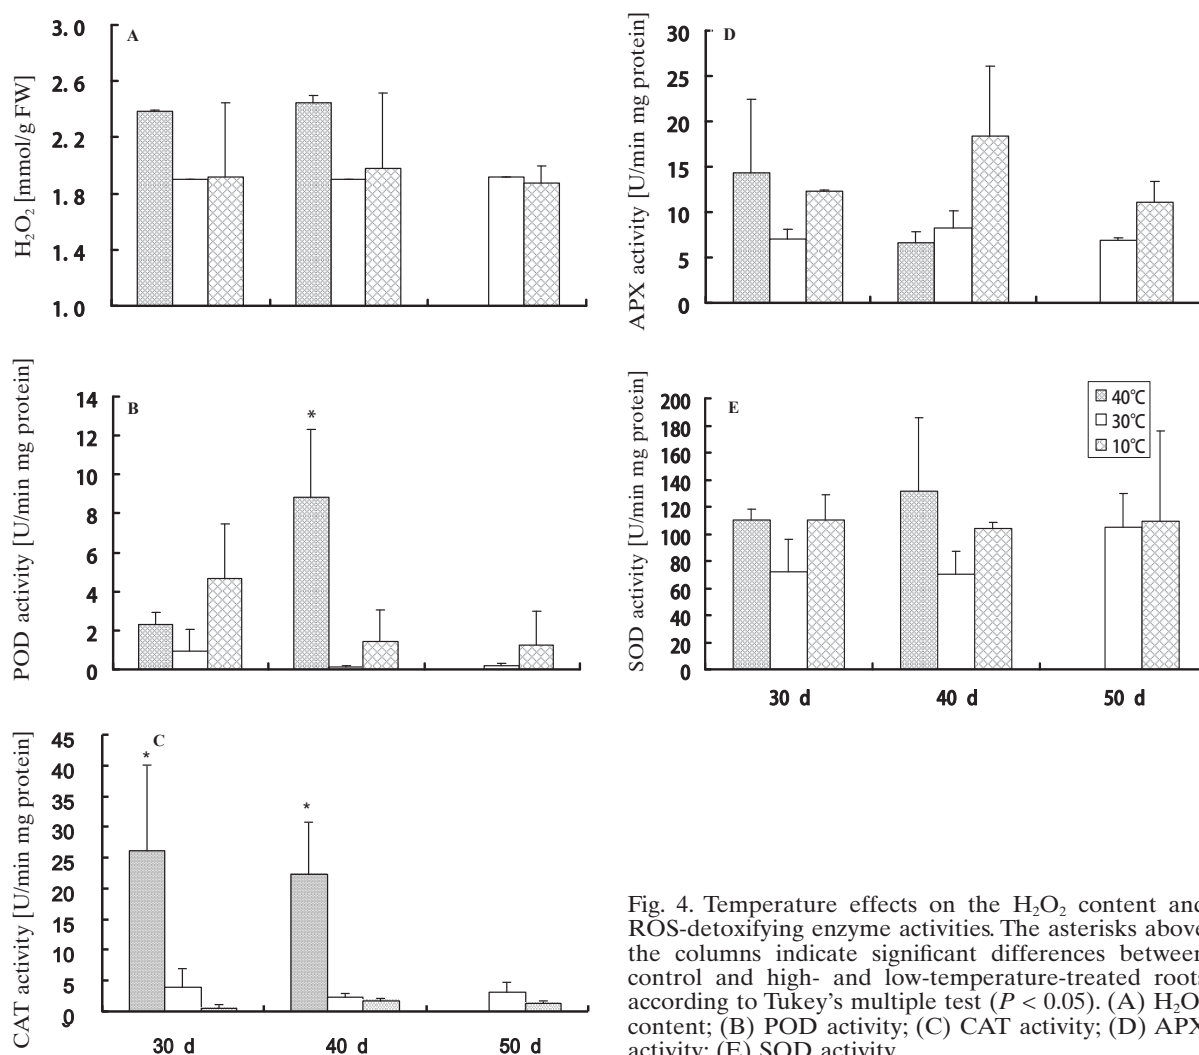 A
H₂O₂ [mmol/g FW]
3.0
2.6
2.2
1.8
1.4
1.0
B
POD activity [U/min mg protein]
14
12
10
8
6
4
2
0
*
C
CAT activity [U/min mg protein]
45
40
35
30
25
20
15
10
5
0
*
*
30 d
40 d
50 d
D
APX activity [U/min mg protein]
30
25
20
15
10
5
0
E
SOD activity [U/min mg protein]
200
180
160
140
120
100
80
60
40
20
0
40°C
30°C
10°C
30 d
40 d
50 d
Fig. 4. Temperature effects on the H₂O₂ content and
ROS-detoxifying enzyme activities. The asterisks above
the columns indicate significant differences between
control and high- and low-temperature-treated roots
according to Tukey's multiple test (P < 0.05). (A) H₂O₂
content; (B) POD activity; (C) CAT activity; (D) APX
activity; (E) SOD activity